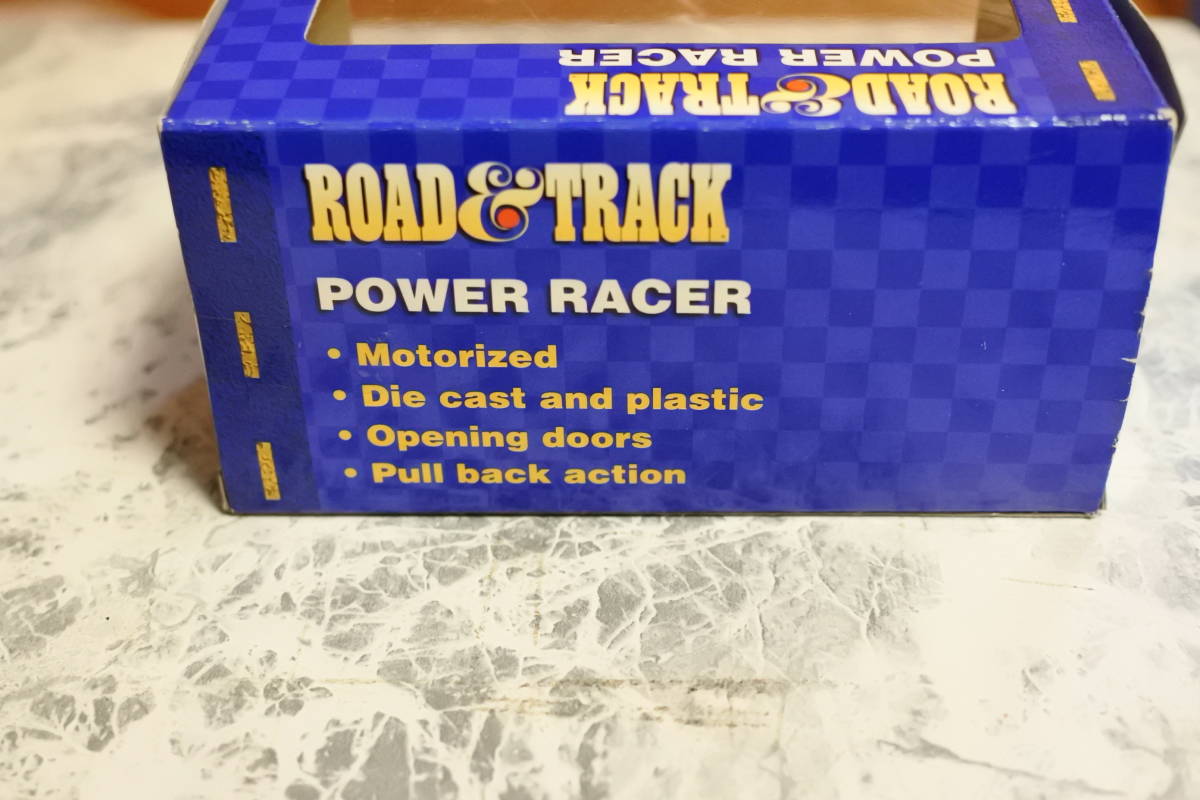 POWER RACER
ROAD & TRACK
ROAD & TRACK
POWER RACER
• Motorized
• Die cast and plastic
• Opening doors
• Pull back action